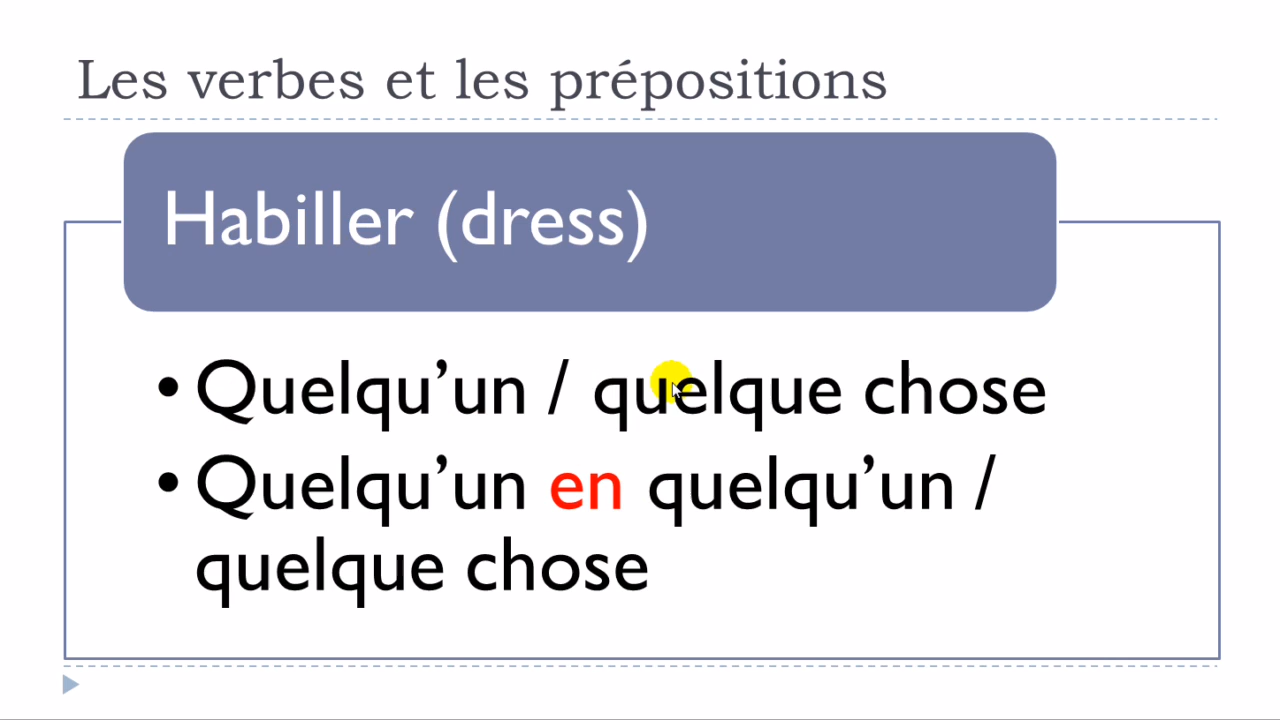 Les verbes et les prépositions
Habiller (dress)
• Quelqu’un / quelque chose
• Quelqu’un en quelqu’un /
quelque chose